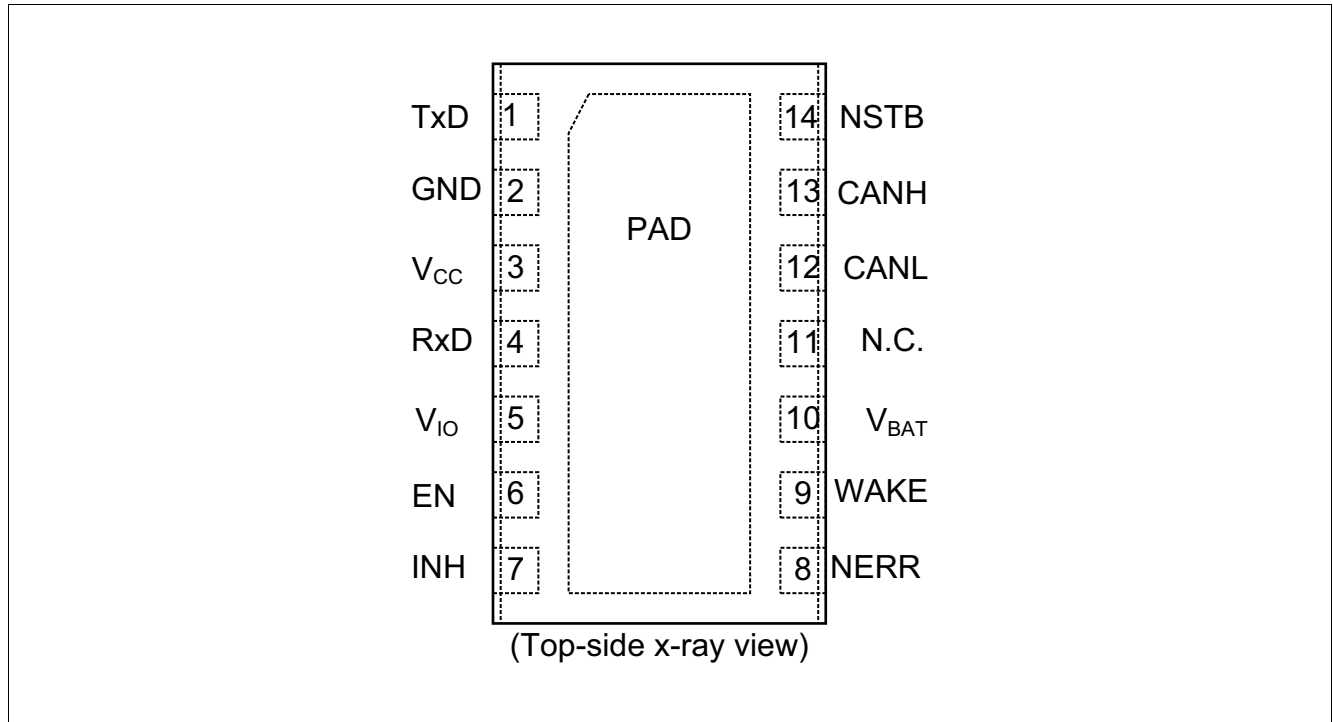 TxD 1 14 NSTB
GND 2 13 CANH
PAD
VCC 3 12 CANL
RxD 4 11 N.C.
VIO 5 10 VBAT
EN 6 9 WAKE
INH 7 8 NERR
(Top-side x-ray view)